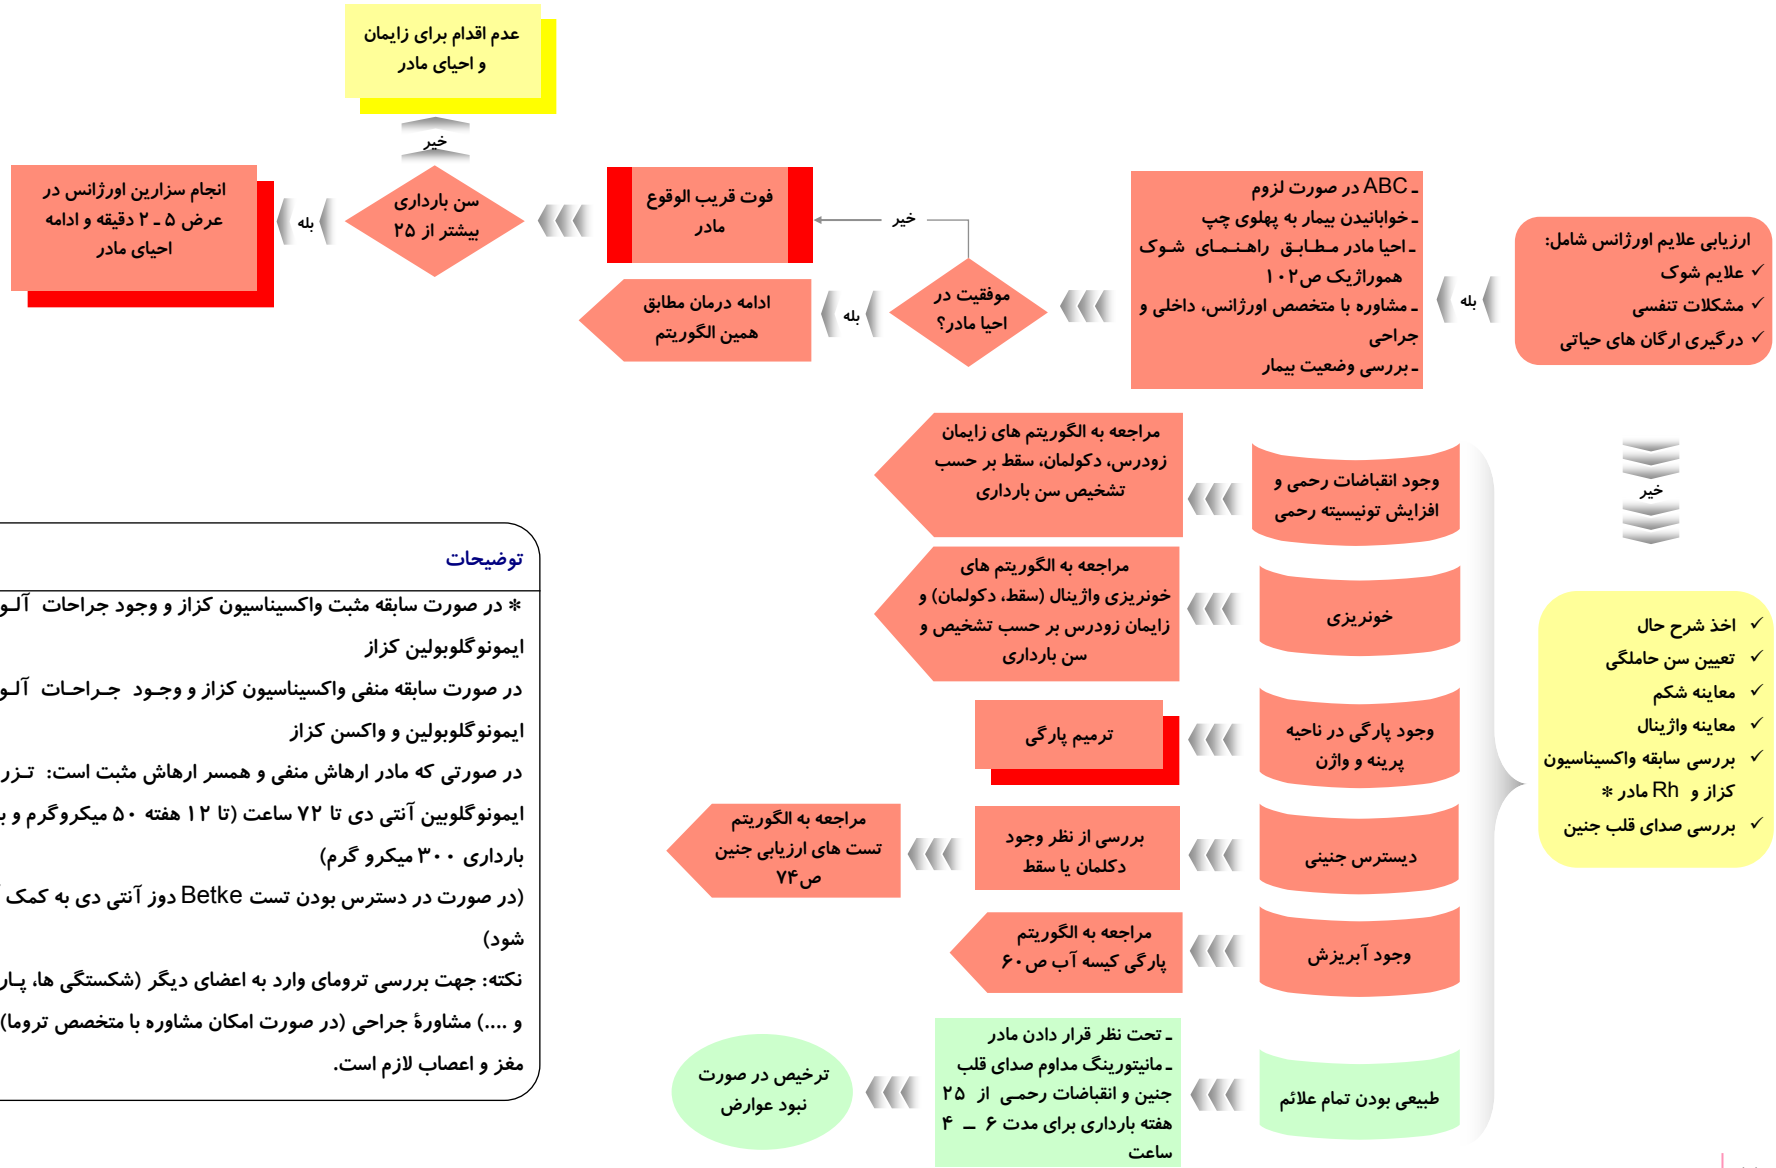 ارزیابی علایم اورژانس شامل:
✓ علایم شوک
✓ مشکلات تنفسی
✓ درگیری ارگان های حیاتی
بله
ـ ABC در صورت لزوم
ـ خوابانیدن بیمار به پهلوی چپ
ـ احیا مادر مطابق راهنمای شوک
هموراژیک ص۱۰۲
ـ مشاوره با متخصص اورژانس، داخلی و
جراحی
ـ بررسی وضعیت بیمار
موفقیت در
احیا مادر؟
خیر
فوت قریب الوقوع
مادر
بله
ادامه درمان مطابق
همین الگوریتم
سن بارداری
بیشتر از ۲۵
خیر
عدم اقدام برای زایمان
و احیای مادر
بله
انجام سزارین اورژانس در
عرض ۵ ـ ۲ دقیقه و ادامه
احیای مادر
خیر
✓ اخذ شرح حال
✓ تعیین سن حاملگی
✓ معاینه شکم
✓ معاینه واژینال
✓ بررسی سابقه واکسیناسیون
کزاز و Rh مادر *
✓ بررسی صدای قلب جنین
وجود انقباضات رحمی و
افزایش تونیسیته رحمی
مراجعه به الگوریتم های زایمان
زودرس، دکولمان، سقط بر حسب
تشخیص سن بارداری
خونریزی
مراجعه به الگوریتم های
خونریزی واژینال (سقط، دکولمان) و
زایمان زودرس بر حسب تشخیص و
سن بارداری
وجود پارگی در ناحیه
پرینه و واژن
ترمیم پارگی
دیسترس جنینی
بررسی از نظر وجود
دکلمان یا سقط
مراجعه به الگوریتم
تست های ارزیابی جنین
ص۷۴
وجود آبریزش
مراجعه به الگوریتم
پارگی کیسه آب ص۶۰
طبیعی بودن تمام علائم
ـ تحت نظر قرار دادن مادر
ـ مانیتورینگ مداوم صدای قلب
جنین و انقباضات رحمی از ۲۵
هفته بارداری برای مدت ۶ ــ ۴
ساعت
ترخیص در صورت
نبود عوارض
توضیحات
* در صورت سابقه مثبت واکسیناسیون کزاز و وجود جراحات
ایمونوگلوبولین کزاز
در صورت سابقه منفی واکسیناسیون کزاز و وجود جراحات
ایمونوگلوبولین و واکسن کزاز
در صورتی که مادر ارهاش منفی و همسر ارهاش مثبت است:
ایمونوگلوبین آنتی دی تا ۷۲ ساعت (تا ۱۲ هفته ۵۰ میکروگرم و
بارداری ۳۰۰ میکرو گرم)
(در صورت در دسترس بودن تست Betke دوز آنتی دی به کمک
شود)
نکته: جهت بررسی ترومای وارد به اعضای دیگر (شکستگی ها،
و ....) مشاورهٔ جراحی (در صورت امکان مشاوره با متخصص تروما)
مغز و اعصاب لازم است.